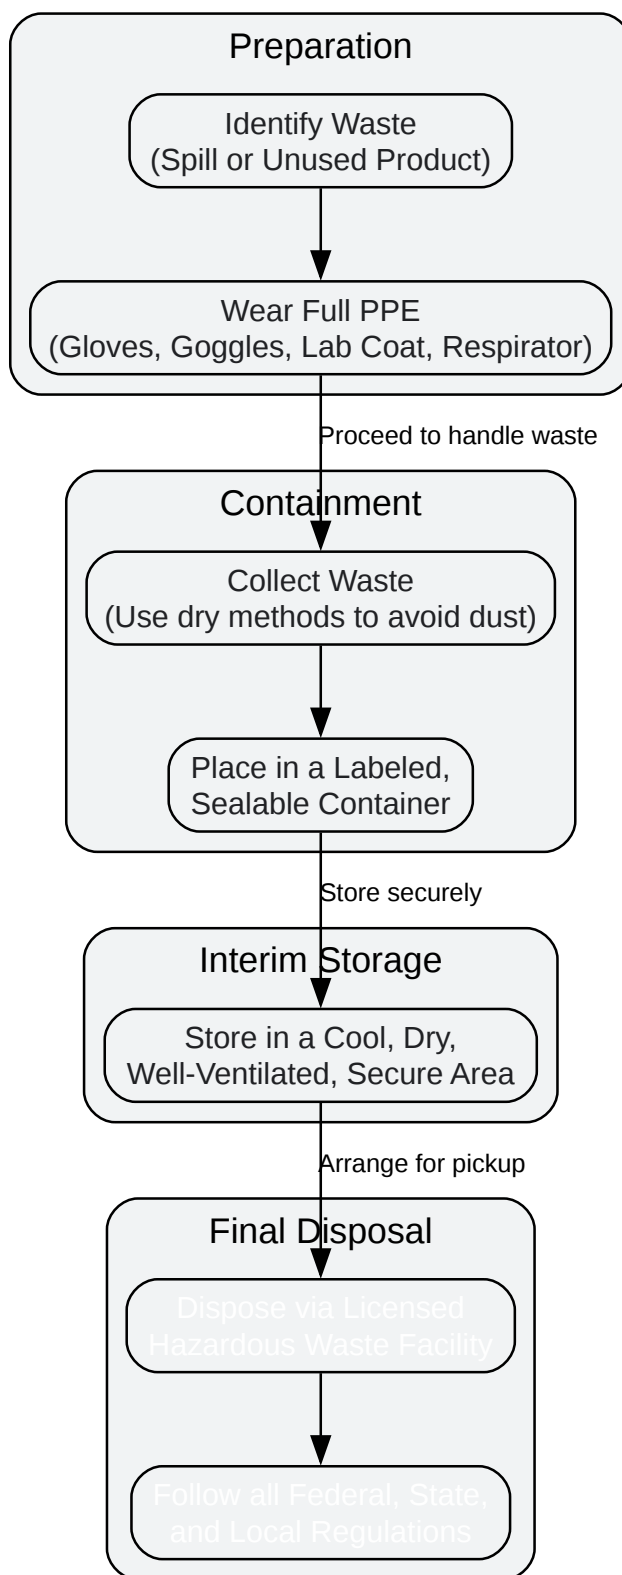 Preparation
Identify Waste
(Spill or Unused Product)
Wear Full PPE
(Gloves, Goggles, Lab Coat, Respirator)
Proceed to handle waste
Containment
Collect Waste
(Use dry methods to avoid dust)
Place in a Labeled,
Sealable Container
Store securely
Interim Storage
Store in a Cool, Dry,
Well-Ventilated, Secure Area
Arrange for pickup
Final Disposal
Dispose via Licensed
Hazardous Waste Facility
Follow all Federal, State,
and Local Regulations